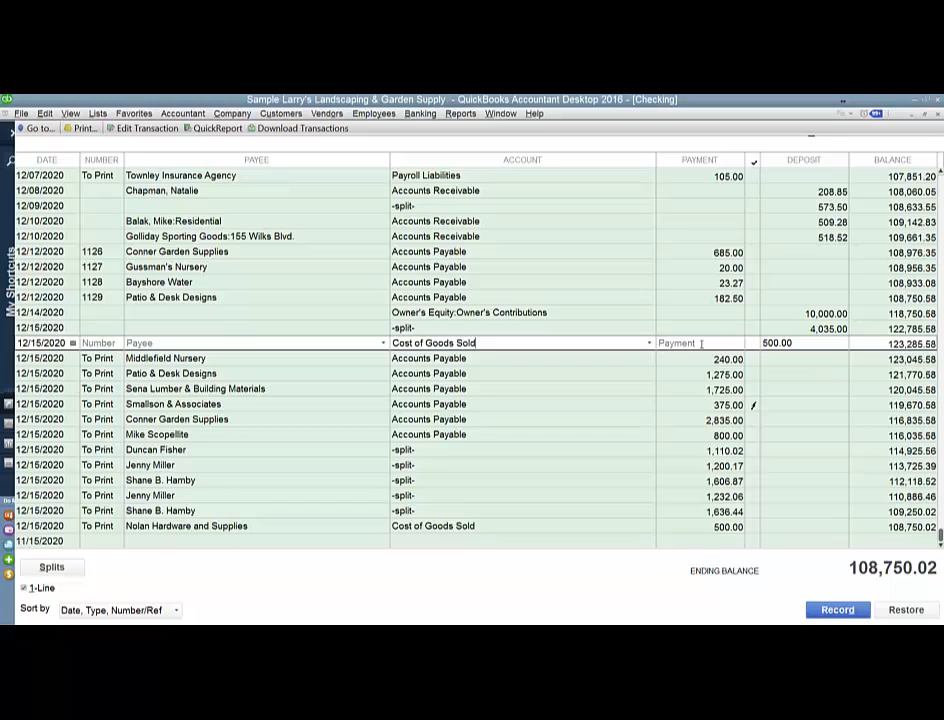 Sample Larry's Landscaping & Garden Supply - QuickBooks Accountant Desktop 2016 - [Checking]
File Edit View Lists Favorites Accountant Company Customers Vendors Employees Banking Reports Window Help
Go to... Print... Edit Transaction QuickReport Download Transactions
DATE NUMBER PAYEE ACCOUNT PAYMENT ✓ DEPOSIT BALANCE
12/07/2020 To Print Townley Insurance Agency Payroll Liabilities 105.00 107,851.20
12/08/2020 Chapman, Natalie Accounts Receivable 208.85 108,060.05
12/09/2020 -split- 573.50 108,633.55
12/10/2020 Balak, Mike:Residential Accounts Receivable 509.28 109,142.83
12/10/2020 Golliday Sporting Goods:155 Wilks Blvd. Accounts Receivable 518.52 109,661.35
12/12/2020 1126 Conner Garden Supplies Accounts Payable 685.00 108,976.35
12/12/2020 1127 Gussman's Nursery Accounts Payable 20.00 108,956.35
12/12/2020 1128 Bayshore Water Accounts Payable 23.27 108,933.08
12/12/2020 1129 Patio & Desk Designs Accounts Payable 182.50 108,750.58
12/14/2020 Owner's Equity:Owner's Contributions 10,000.00 118,750.58
12/15/2020 -split- 4,035.00 122,785.58
12/15/2020 Number Payee Cost of Goods Sold Payment 500.00 123,285.58
12/15/2020 To Print Middlefield Nursery Accounts Payable 240.00 123,045.58
12/15/2020 To Print Patio & Desk Designs Accounts Payable 1,275.00 121,770.58
12/15/2020 To Print Sena Lumber & Building Materials Accounts Payable 1,725.00 120,045.58
12/15/2020 To Print Smallson & Associates Accounts Payable 375.00 119,670.58
12/15/2020 To Print Conner Garden Supplies Accounts Payable 2,835.00 116,835.58
12/15/2020 To Print Mike Scopellite Accounts Payable 800.00 116,035.58
12/15/2020 To Print Duncan Fisher -split- 1,110.02 114,925.56
12/15/2020 To Print Jenny Miller -split- 1,200.17 113,725.39
12/15/2020 To Print Shane B. Hamby -split- 1,606.87 112,118.52
12/15/2020 To Print Jenny Miller -split- 1,232.06 110,886.46
12/15/2020 To Print Shane B. Hamby -split- 1,636.44 109,250.02
12/15/2020 To Print Nolan Hardware and Supplies Cost of Goods Sold 500.00 108,750.02
11/15/2020
My Shortcuts
Splits
ENDING BALANCE 108,750.02
1-Line
Sort by Date, Type, Number/Ref
Record Restore